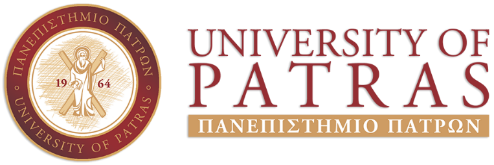 ΠΑΝΕΠΙΣΤΗΜΙΟ ΠΑΤΡΩΝ
19 64
UNIVERSITY OF PATRAS
UNIVERSITY OF
PATRAS
ΠΑΝΕΠΙΣΤΗΜΙΟ ΠΑΤΡΩΝ